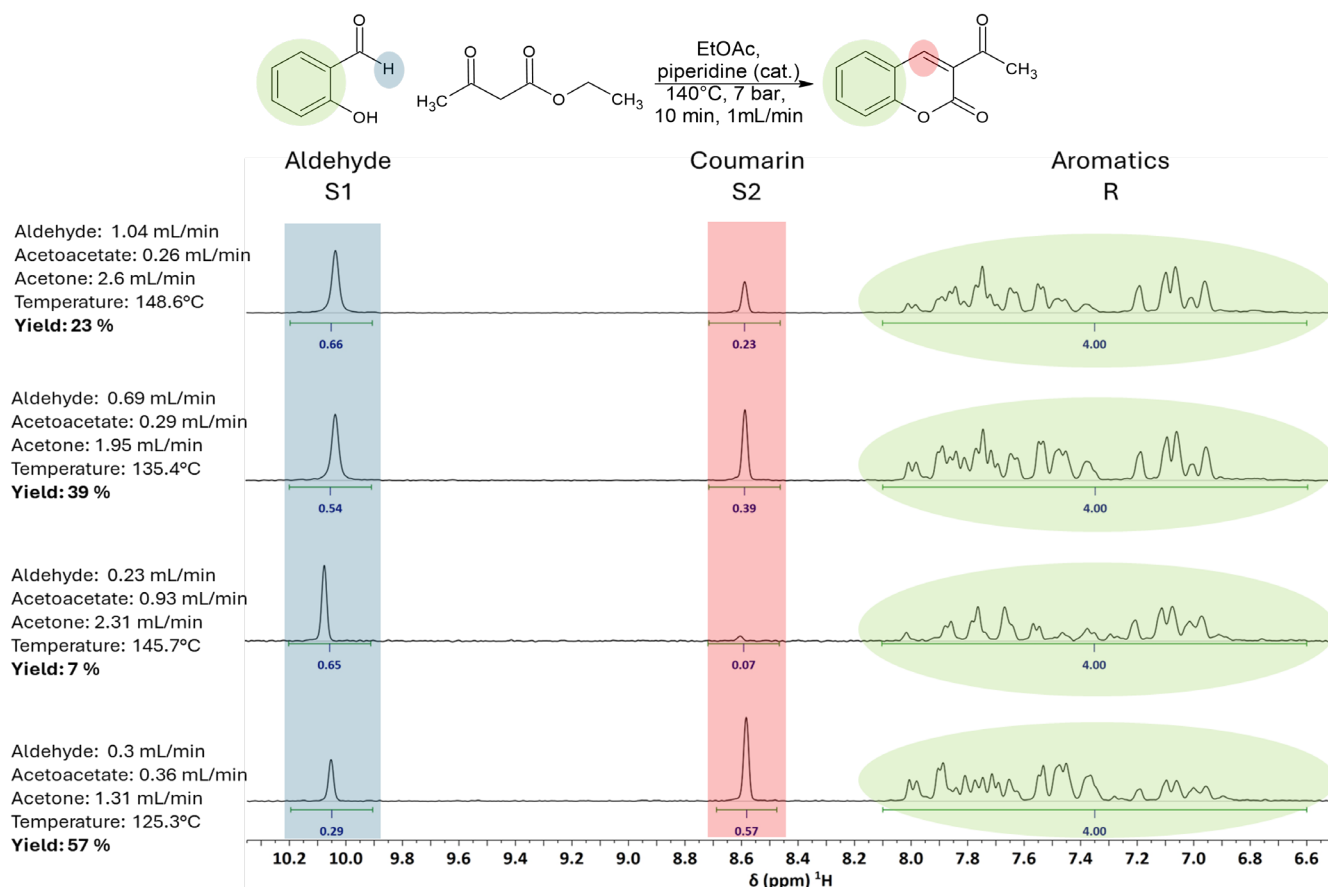 O
H
OH
O
O
H₃C
O
CH₃
EtOAc,
piperidine (cat.)
140°C, 7 bar,
10 min, 1mL/min
O
CH₃
O
O
Aldehyde
S1
Coumarin
S2
Aromatics
R
Aldehyde: 1.04 mL/min
Acetoacetate: 0.26 mL/min
Acetone: 2.6 mL/min
Temperature: 148.6°C
Yield: 23 %
0.66
0.23
4.00
Aldehyde: 0.69 mL/min
Acetoacetate: 0.29 mL/min
Acetone: 1.95 mL/min
Temperature: 135.4°C
Yield: 39 %
0.54
0.39
4.00
Aldehyde: 0.23 mL/min
Acetoacetate: 0.93 mL/min
Acetone: 2.31 mL/min
Temperature: 145.7°C
Yield: 7 %
0.65
0.07
4.00
Aldehyde: 0.3 mL/min
Acetoacetate: 0.36 mL/min
Acetone: 1.31 mL/min
Temperature: 125.3°C
Yield: 57 %
0.29
0.57
4.00
10.2 10.0 9.8 9.6 9.4 9.2 9.0 8.8 8.6 8.4 8.2 8.0 7.8 7.6 7.4 7.2 7.0 6.8 6.6
δ (ppm) ¹H